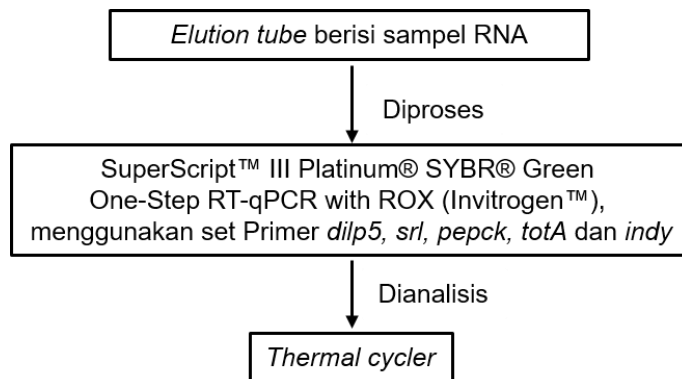 Elution tube berisi sampel RNA
Diproses
SuperScript™ III Platinum® SYBR® Green
One-Step RT-qPCR with ROX (Invitrogen™),
menggunakan set Primer dilp5, srl, pepck, totA dan indy
Dianalisis
Thermal cycler